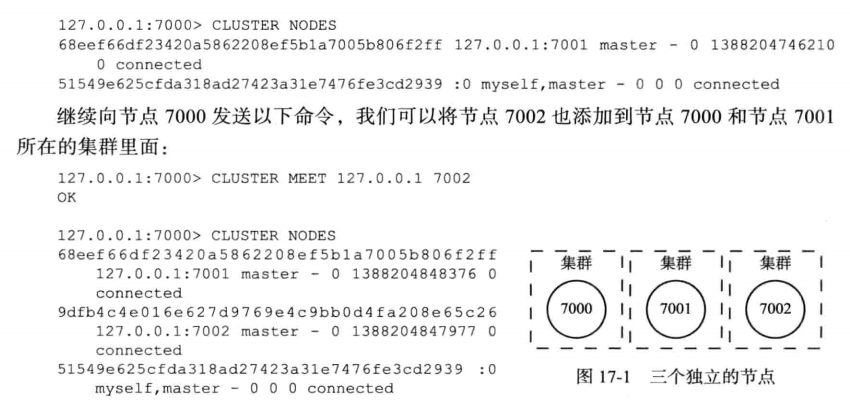 127.0.0.1:7000> CLUSTER NODES
68eef66df23420a5862208ef5b1a7005b806f2ff 127.0.0.1:7001 master - 0 1388204746210
0 connected
51549e625cfda318ad27423a31e7476fe3cd2939 :0 myself,master - 0 0 0 connected
继续向节点 7000 发送以下命令，我们可以将节点 7002 也添加到节点 7000 和节点 7001
所在的集群里面：
127.0.0.1:7000> CLUSTER MEET 127.0.0.1 7002
OK
127.0.0.1:7000> CLUSTER NODES
68eef66df23420a5862208ef5b1a7005b806f2ff
127.0.0.1:7001 master - 0 1388204848376 0
connected
9dfb4c4e016e627d9769e4c9bb0d4fa208e65c26
127.0.0.1:7002 master - 0 1388204847977 0
connected
51549e625cfda318ad27423a31e7476fe3cd2939 :0
myself,master - 0 0 0 connected
集群 集群 集群
7000 7001 7002
图 17-1 三个独立的节点